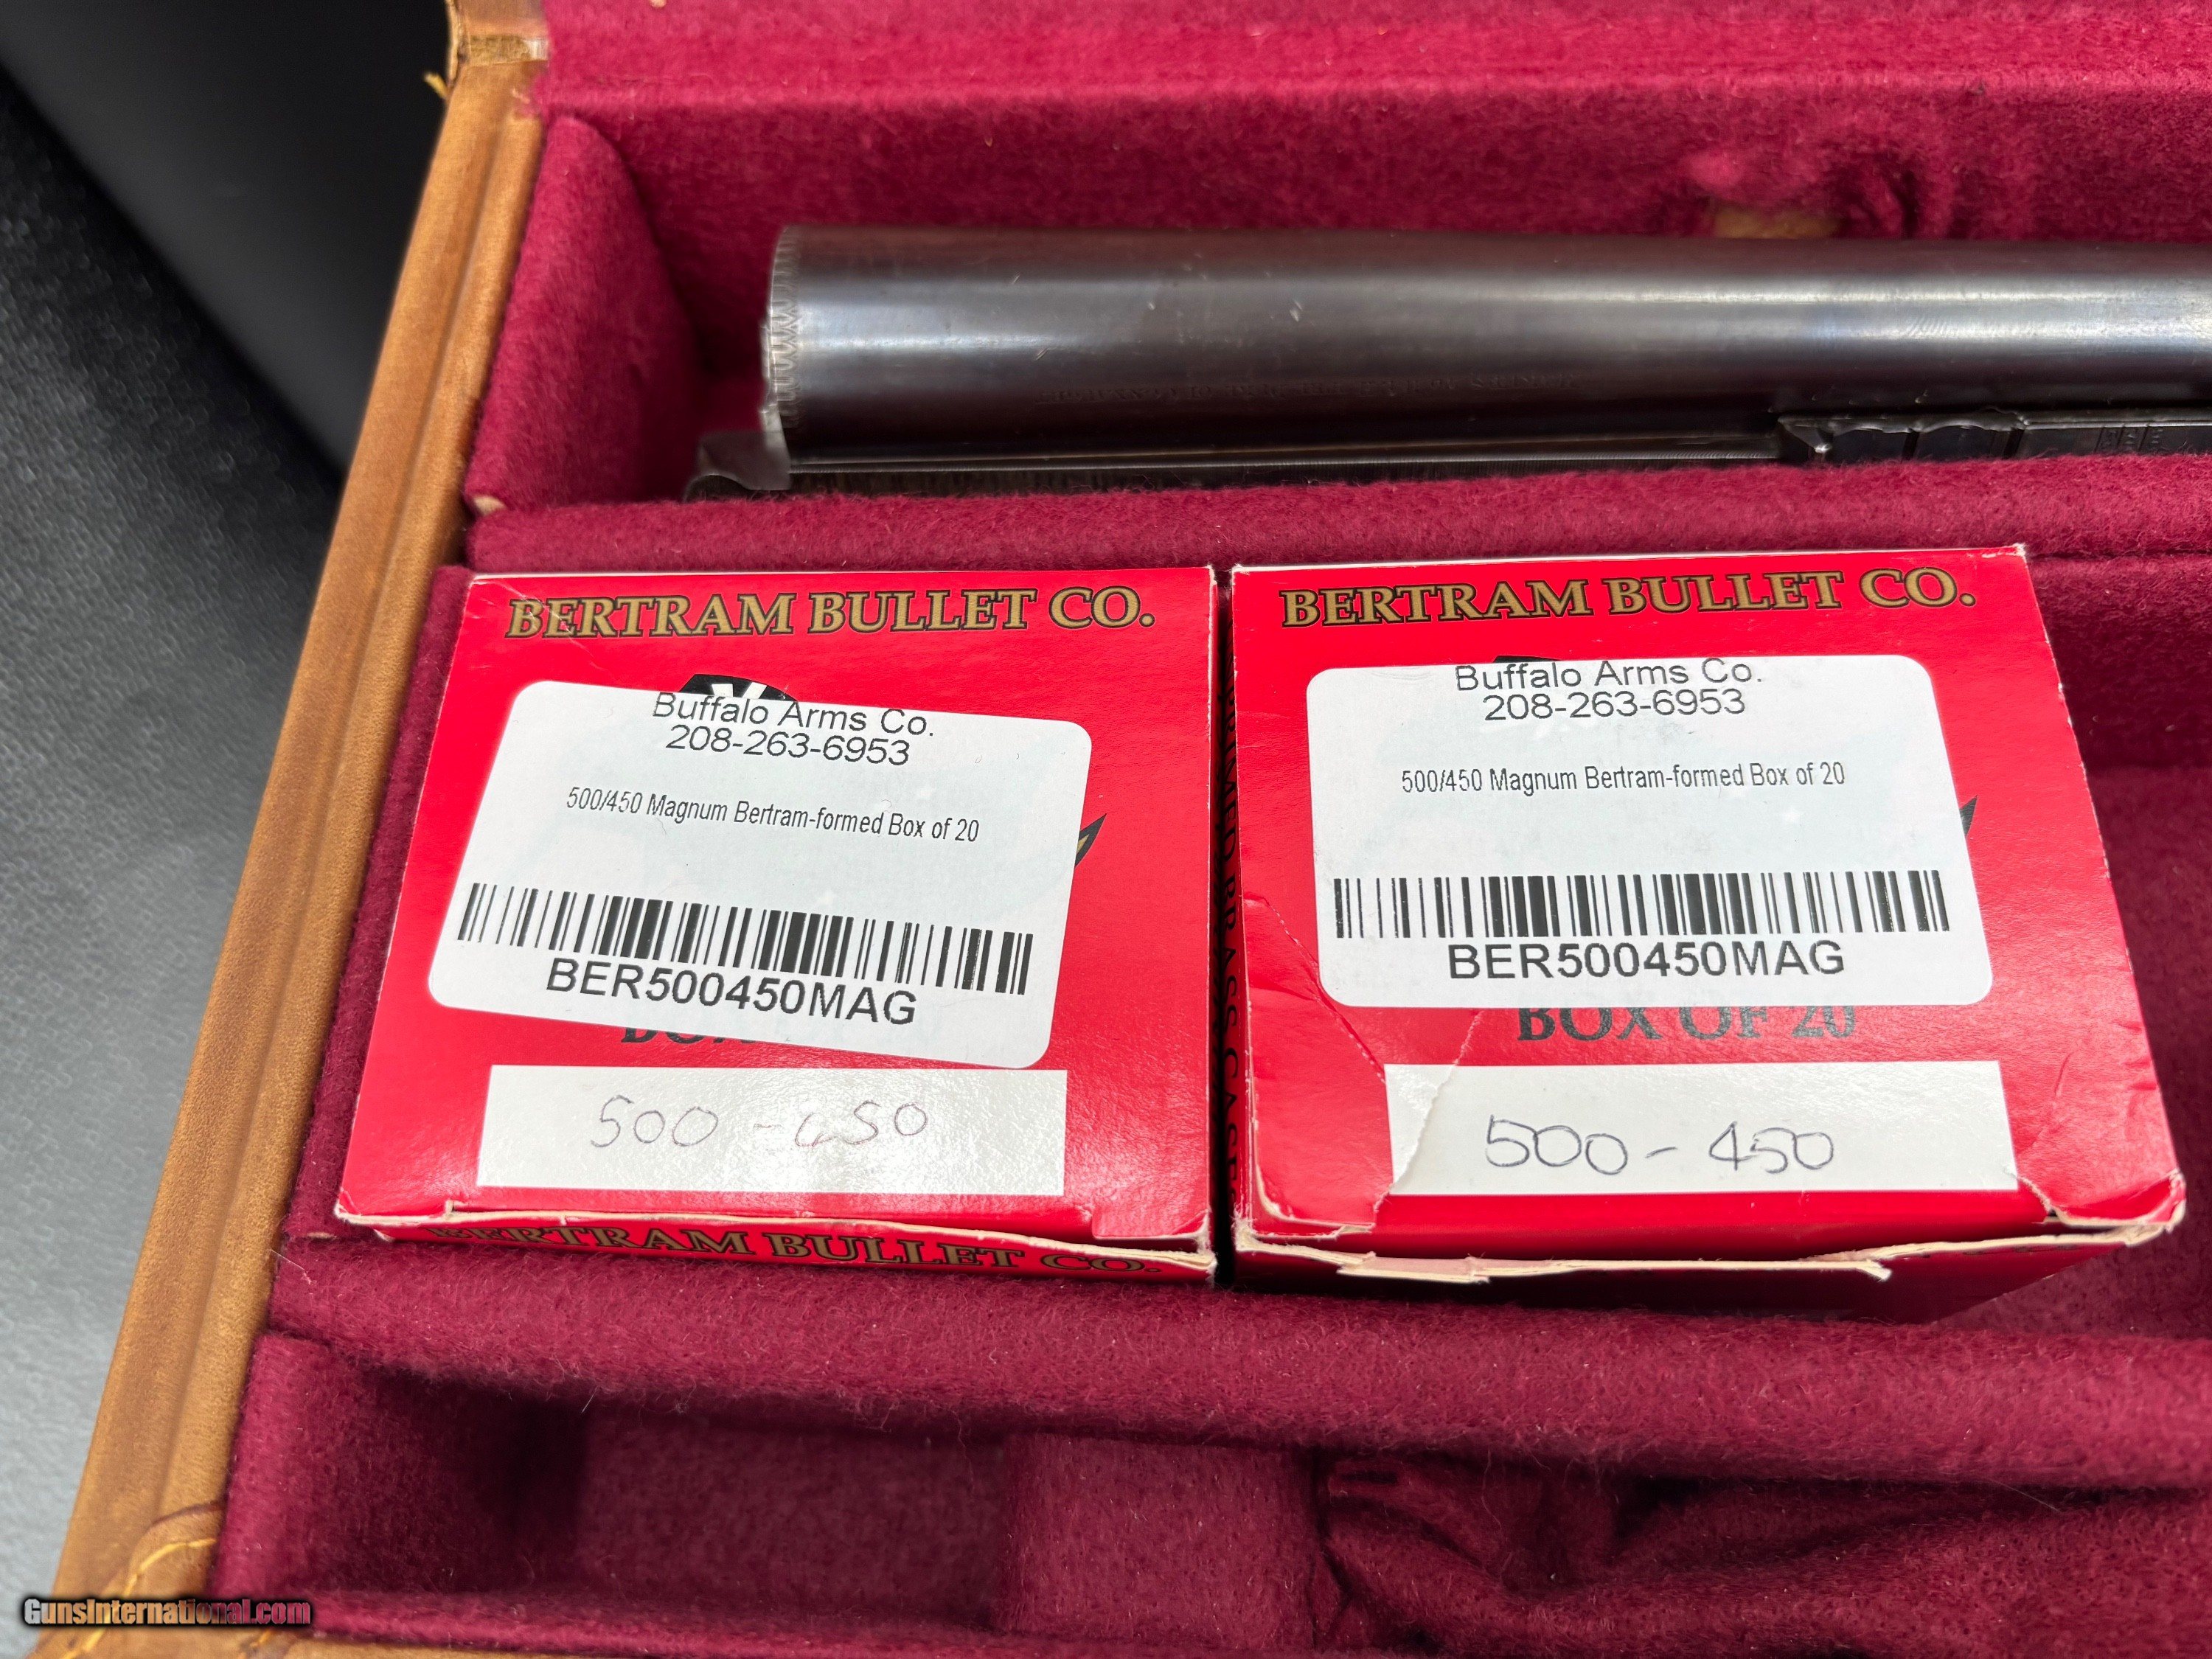 BERTRAM BULLET CO.
Buffalo Arms Co.
208-263-6953
500/450 Magnum Bertram-formed Box of 20
BER500450MAG
500-450
BERTRAM BULLET CO.
BERTRAM BULLET CO.
Buffalo Arms Co.
208-263-6953
500/450 Magnum Bertram-formed Box of 20
BER500450MAG
BOX OF 20
500-450
GunsInternational.com